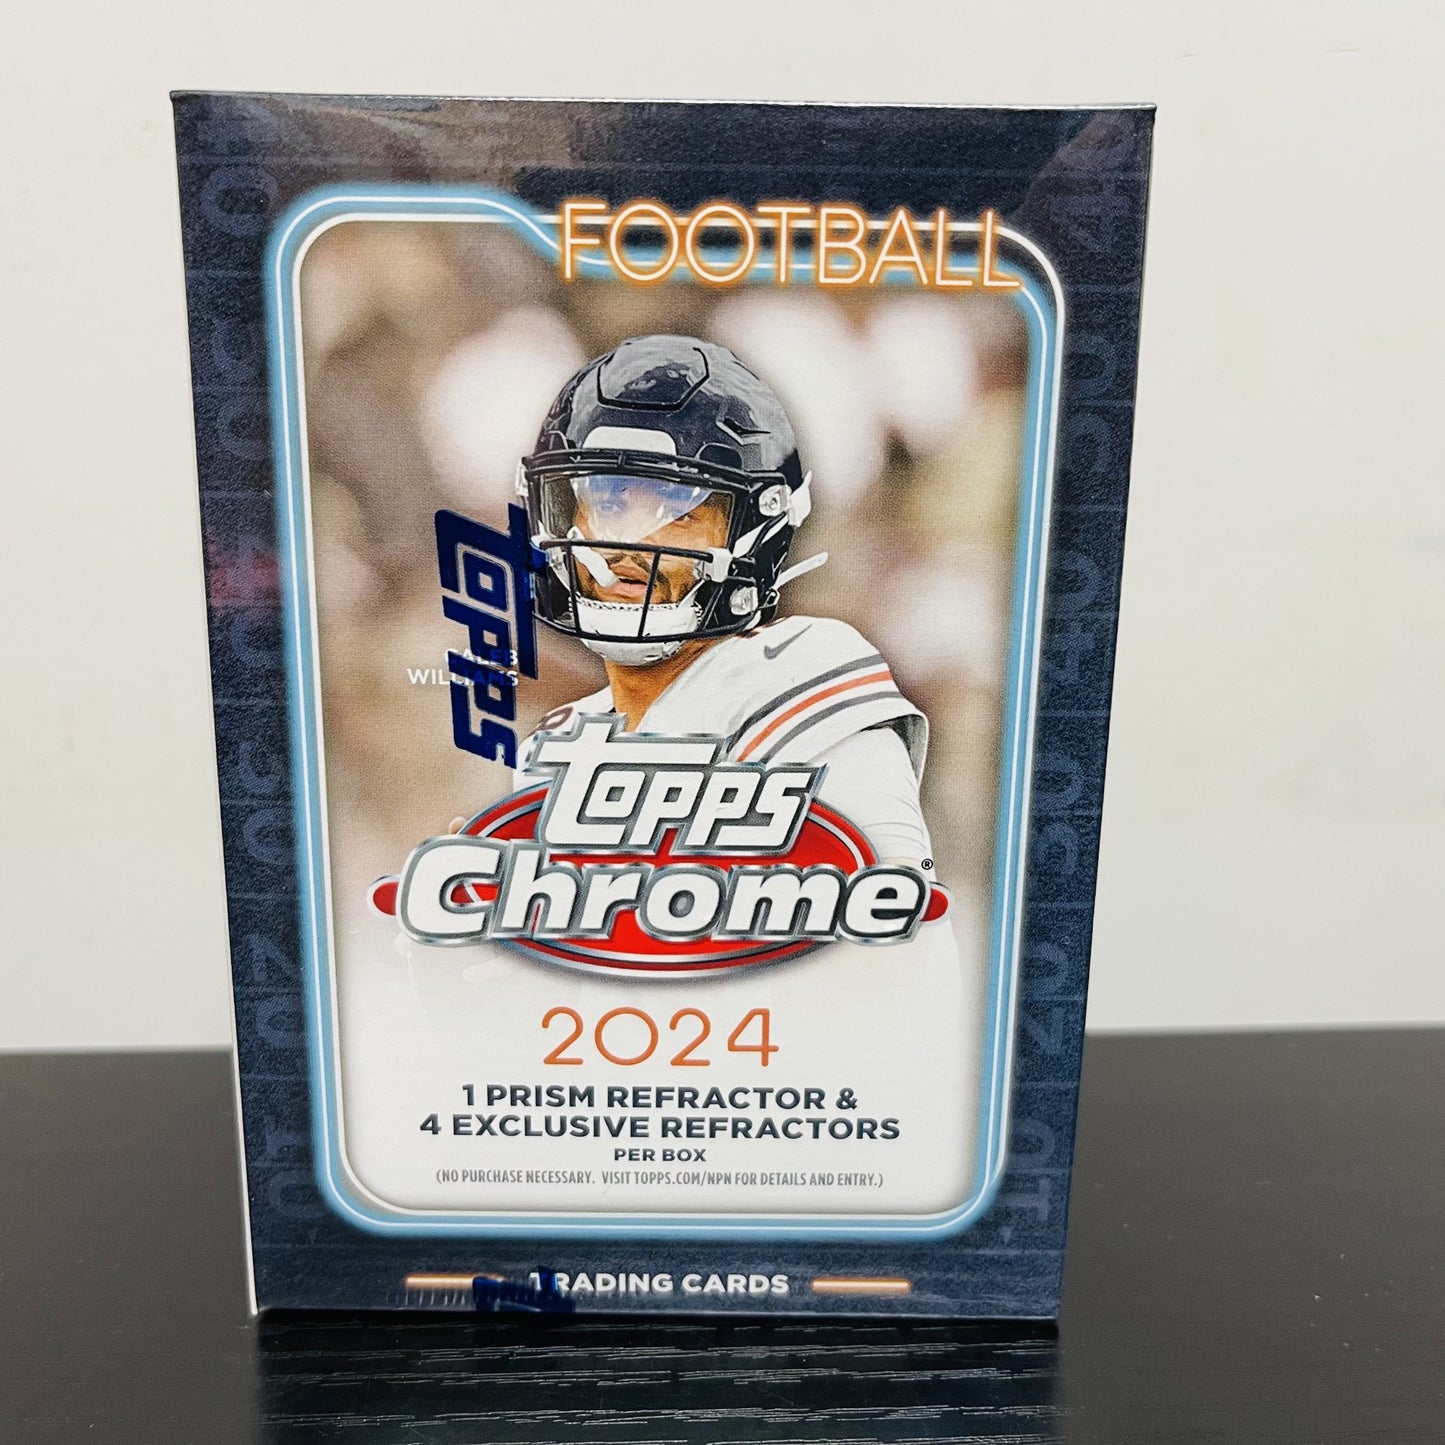 FOOTBALL
CALEB
WILLIAMS
topps
topps
Chrome®
2024
1 PRISM REFRACTOR &
4 EXCLUSIVE REFRACTORS
PER BOX
(NO PURCHASE NECESSARY. VISIT TOPPS.COM/NPN FOR DETAILS AND ENTRY.)
TRADING CARDS